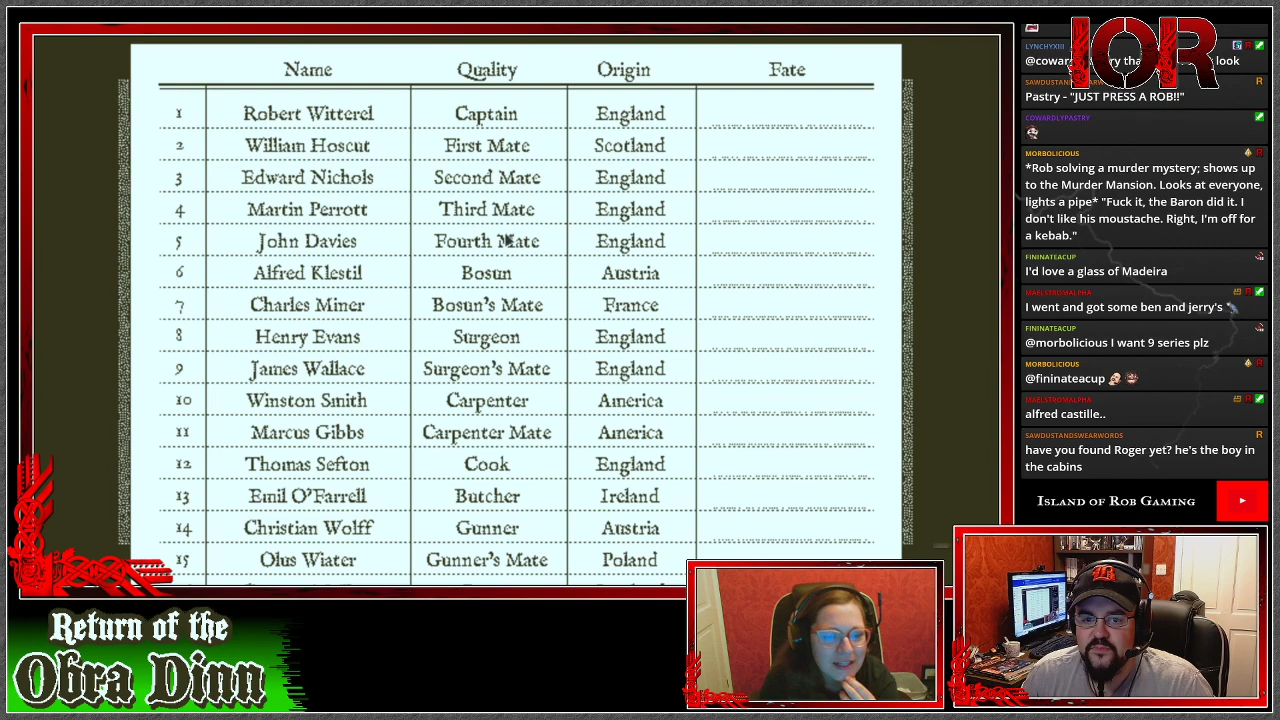 Name Quality Origin Fate
1 Robert Witterel Captain England
2 William Hoscut First Mate Scotland
3 Edward Nichols Second Mate England
4 Martin Perrott Third Mate England
5 John Davies Fourth Mate England
6 Alfred Klestil Bosun Austria
7 Charles Miner Bosun's Mate France
8 Henry Evans Surgeon England
9 James Wallace Surgeon's Mate England
10 Winston Smith Carpenter America
11 Marcus Gibbs Carpenter Mate America
12 Thomas Sefton Cook England
13 Emil O'Farrell Butcher Ireland
14 Christian Wolff Gunner Austria
15 Olus Wiater Gunner's Mate Poland
Return of the
Obra Dinn
IOR
LYNCHYXIII
look
Pastry - "JUST PRESS A ROB!!"
COWARDLYPASTRY
MORBOLICIOUS
*Rob solving a murder mystery; shows up
to the Murder Mansion. Looks at everyone,
lights a pipe* "Fuck it, the Baron did it. I
don't like his moustache. Right, I'm off for
a kebab."
FININATEACUP
I'd love a glass of Madeira
MAELSTROMALPHA
I went and got some ben and jerry's
FININATEACUP
@morbolicious I want 9 series plz
MORBOLICIOUS
@fininateacup
MAELSTROMALPHA
alfred castille..
SAWDUSTANDSWEARWORDS
have you found Roger yet? he's the boy in
the cabins
Island of Rob Gaming